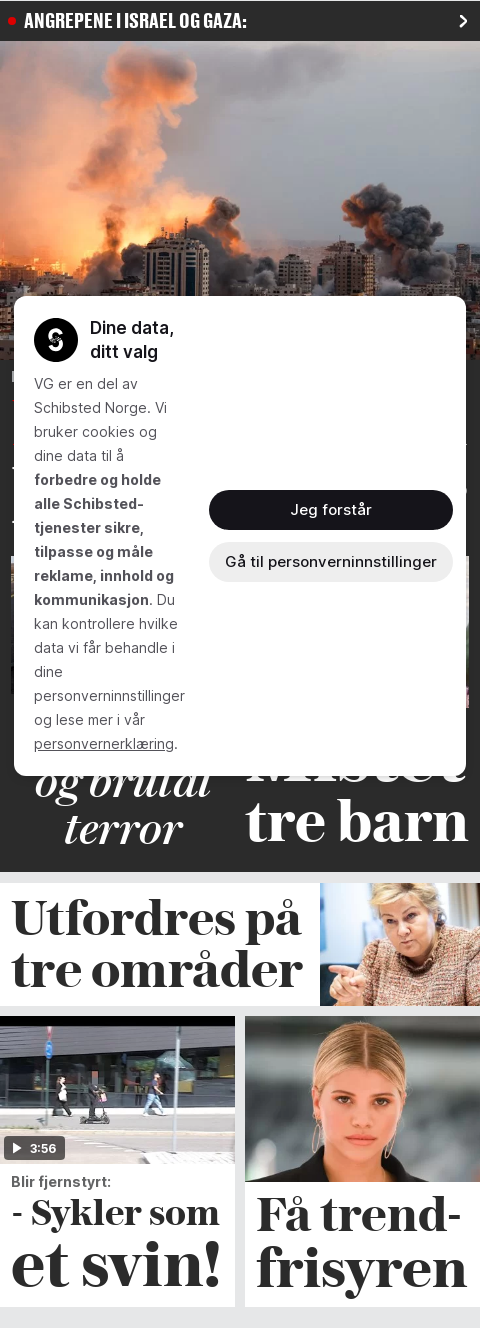 ANGREPENE I ISRAEL OG GAZA:
Dine data,
ditt valg
VG er en del av
Schibsted Norge. Vi
bruker cookies og
dine data til å
forbedre og holde
alle Schibsted-
tjenester sikre,
tilpasse og måle
reklame, innhold og
kommunikasjon. Du
kan kontrollere hvilke
data vi får behandle i
dine
personverninnstillinger
og lese mer i vår
personvernerklæring.
Jeg forstår
Gå til personverninnstillinger
og brutal
terror
Mistet
tre barn
Utfordres på
tre områder
3:56
Blir fjernstyrt:
- Sykler som
et svin!
Få trend-
frisyren